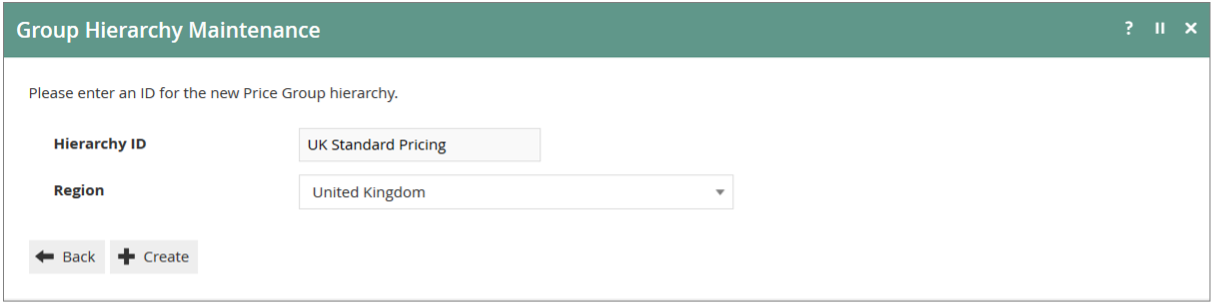 Group Hierarchy Maintenance ?
Please enter an ID for the new Price Group hierarchy.
Hierarchy ID UK Standard Pricing
Region United Kingdom
Back Create